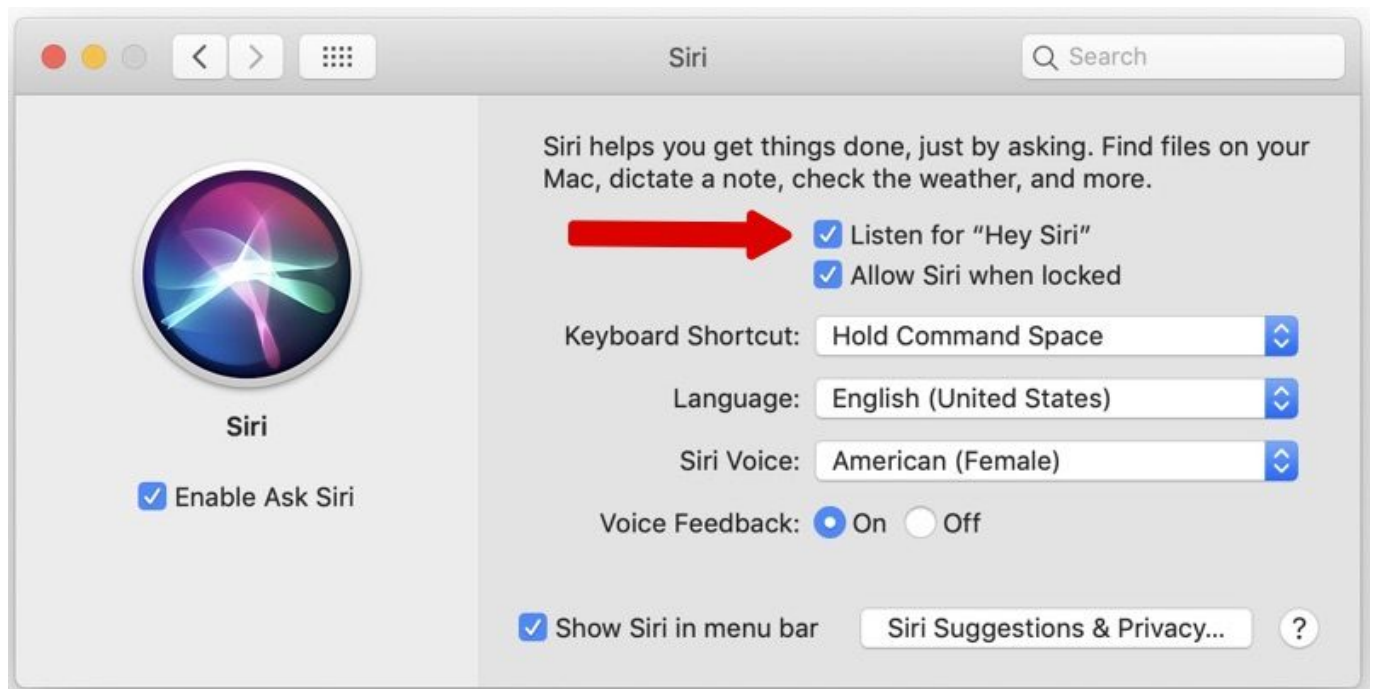 Siri
Search
Siri helps you get things done, just by asking. Find files on your
Mac, dictate a note, check the weather, and more.
Listen for “Hey Siri”
Allow Siri when locked
Keyboard Shortcut: Hold Command Space
Language: English (United States)
Siri Voice: American (Female)
Voice Feedback: On Off
Siri
Enable Ask Siri
Show Siri in menu bar Siri Suggestions & Privacy... ?